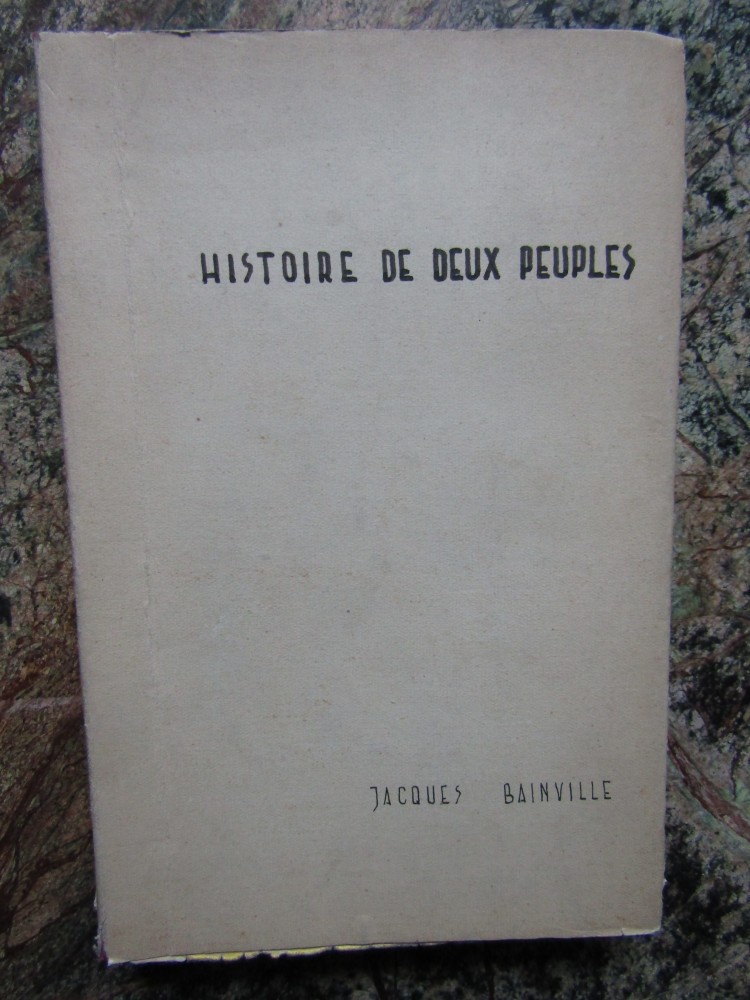 HISTOIRE DE DEUX PEUPLES
JACQUES BAINVILLE